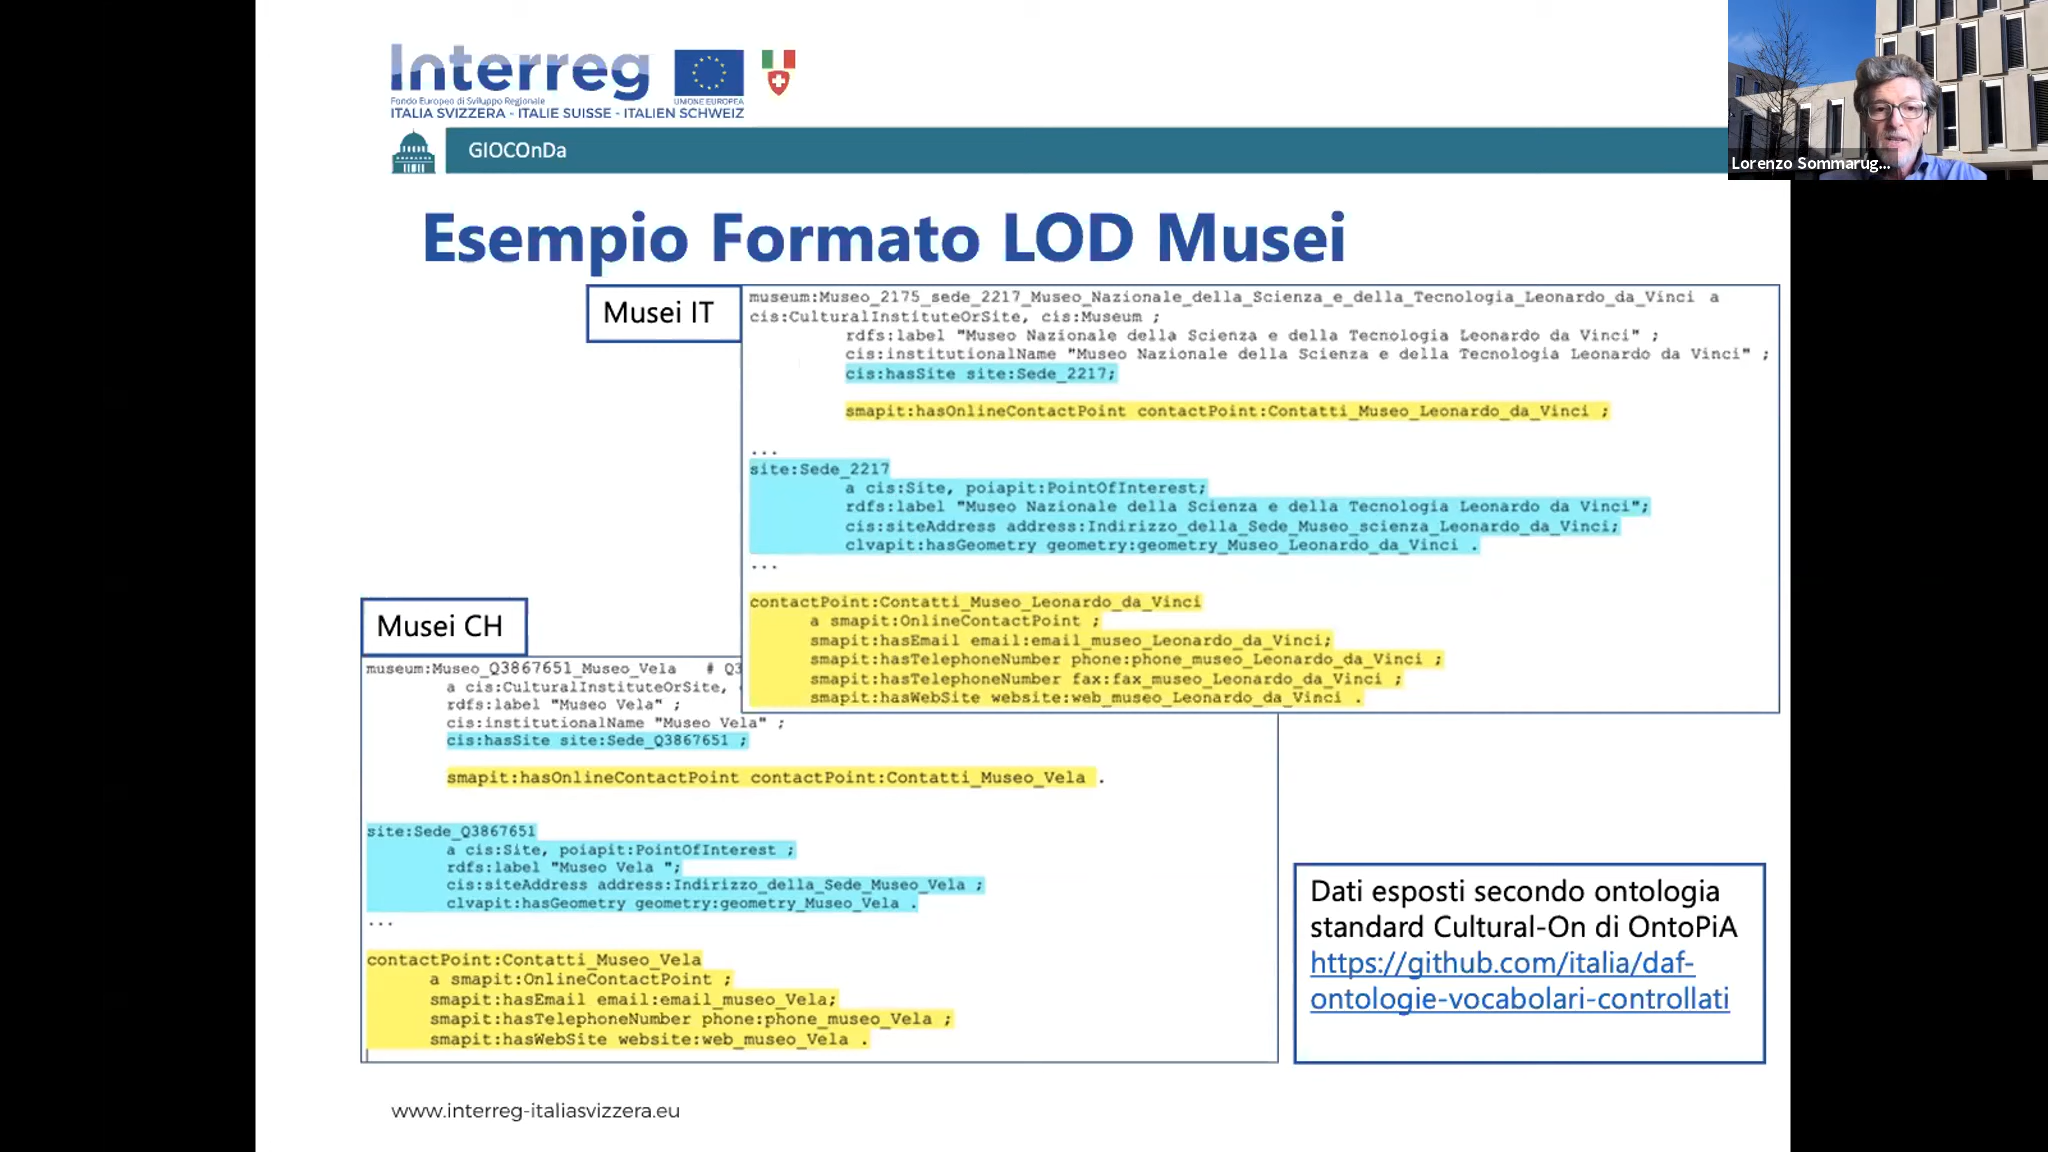 Interreg
Fondo Europeo di Sviluppo Regionale
UNIONE EUROPEA
ITALIA SVIZZERA - ITALIE SUISSE - ITALIEN SCHWEIZ
GIOCOnDa
Lorenzo Sommarug...
Esempio Formato LOD Musei
Musei IT
museum:Museo_2175_sede_2217_Museo_Nazionale_della_Scienza_e_della_Tecnologia_Leonardo_da_Vinci a
cis:CulturalInstituteOrSite, cis:Museum ;
rdfs:label "Museo Nazionale della Scienza e della Tecnologia Leonardo da Vinci" ;
cis:institutionalName "Museo Nazionale della Scienza e della Tecnologia Leonardo da Vinci" ;
cis:hasSite site:Sede_2217;
smapit:hasOnlineContactPoint contactPoint:Contatti_Museo_Leonardo_da_Vinci ;
...
site:Sede_2217
a cis:Site, poiapit:PointOfInterest;
rdfs:label "Museo Nazionale della Scienza e della Tecnologia Leonardo da Vinci";
cis:siteAddress address:Indirizzo_della_Sede_Museo_scienza_Leonardo_da_Vinci;
clvapit:hasGeometry geometry:geometry_Museo_Leonardo_da_Vinci .
...
contactPoint:Contatti_Museo_Leonardo_da_Vinci
a smapit:OnlineContactPoint ;
smapit:hasEmail email:email_museo_Leonardo_da_Vinci;
smapit:hasTelephoneNumber phone:phone_museo_Leonardo_da_Vinci ;
smapit:hasTelephoneNumber fax:fax_museo_Leonardo_da_Vinci ;
smapit:hasWebSite website:web_museo_Leonardo_da_Vinci .
Musei CH
museum:Museo_Q3867651_Museo_Vela # Q3
a cis:CulturalInstituteOrSite,
rdfs:label "Museo Vela" ;
cis:institutionalName "Museo Vela" ;
cis:hasSite site:Sede_Q3867651 ;
smapit:hasOnlineContactPoint contactPoint:Contatti_Museo_Vela .
site:Sede_Q3867651
a cis:Site, poiapit:PointOfInterest ;
rdfs:label "Museo Vela ";
cis:siteAddress address:Indirizzo_della_Sede_Museo_Vela ;
clvapit:hasGeometry geometry:geometry_Museo_Vela .
...
contactPoint:Contatti_Museo_Vela
a smapit:OnlineContactPoint ;
smapit:hasEmail email:email_museo_Vela;
smapit:hasTelephoneNumber phone:phone_museo_Vela ;
smapit:hasWebSite website:web_museo_Vela .
Dati esposti secondo ontologia
standard Cultural-On di OntoPiA
https://github.com/italia/daf-
ontologie-vocabolari-controllati
www.interreg-italiasvizzera.eu